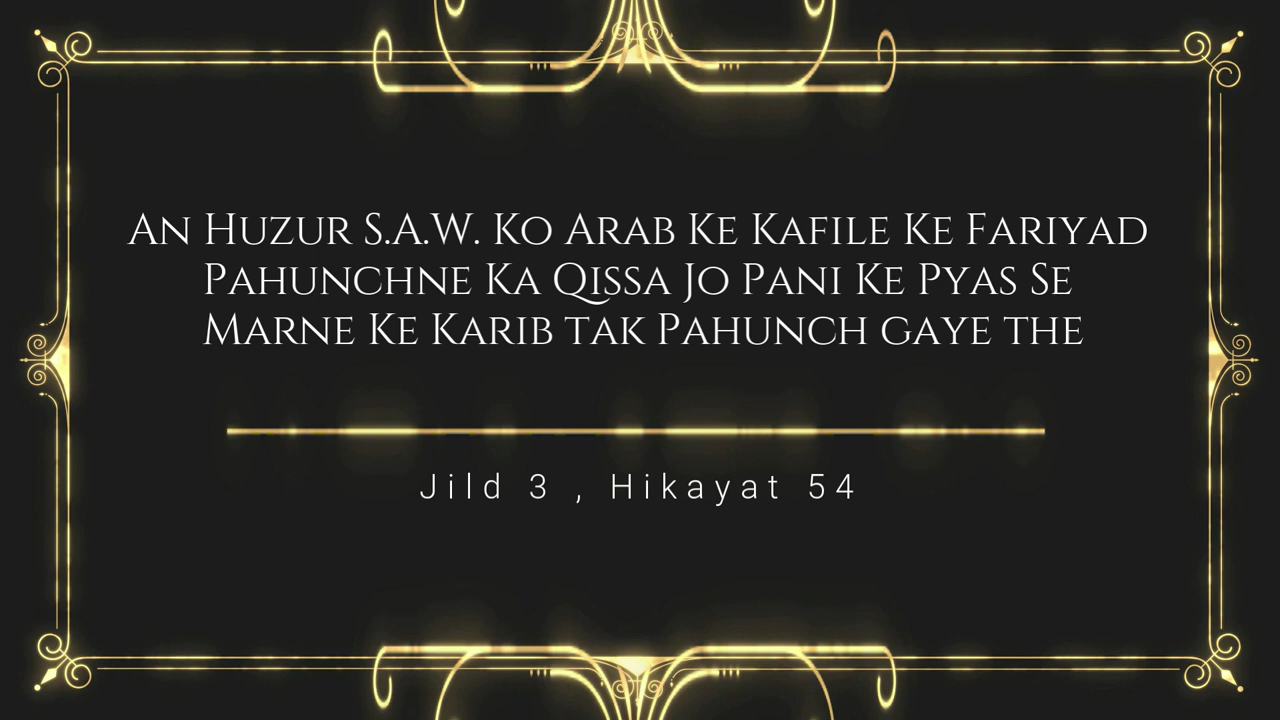 An Huzur S.A.W. Ko Arab Ke Kafile Ke Fariyad
Pahunchne Ka Qissa Jo Pani Ke Pyas Se
Marne Ke Karib tak Pahunch gaye the
Jild 3 , Hikayat 54